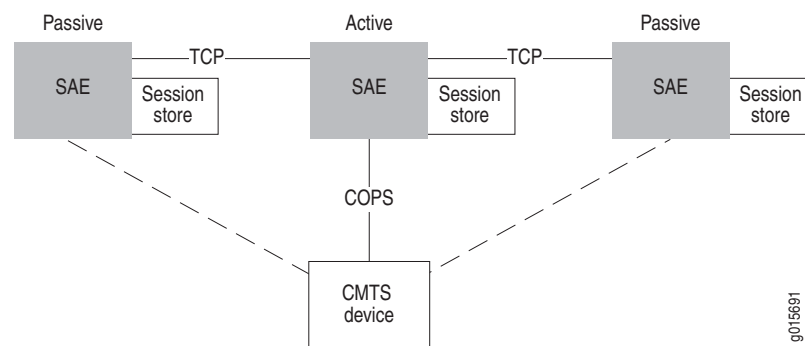 Passive
Active
Passive
TCP
TCP
SAE
SAE
SAE
Session
store
Session
store
Session
store
COPS
CMTS
device
g015691